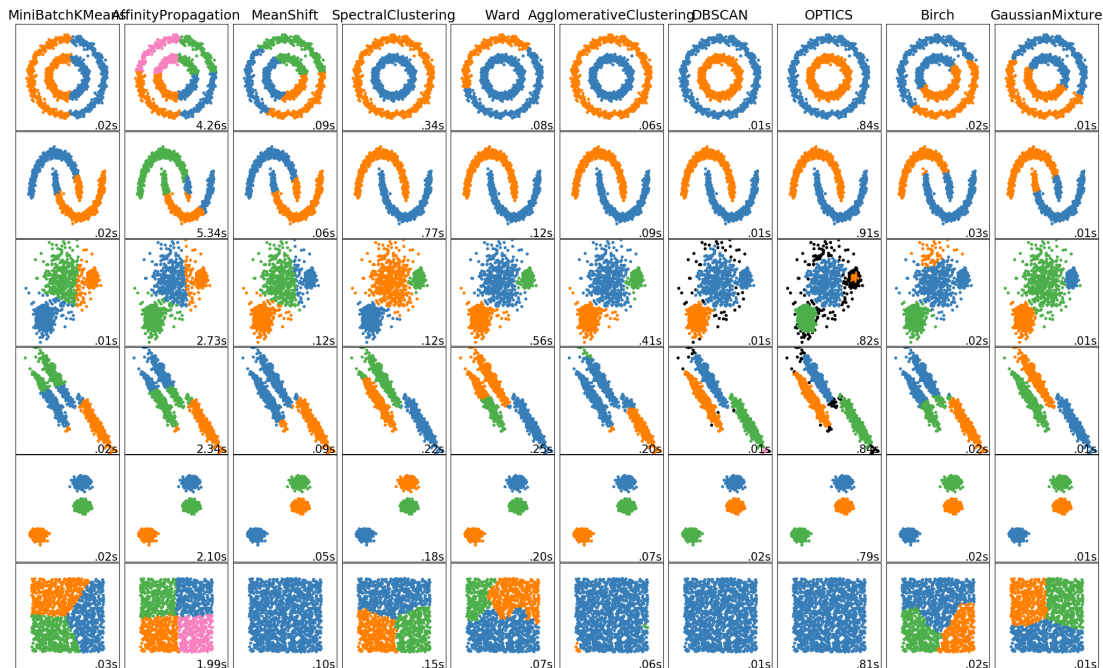 MiniBatchKMeans AffinityPropagation MeanShift SpectralClustering Ward AgglomerativeClustering DBSCAN OPTICS Birch GaussianMixture
.02s 4.26s .09s .34s .08s .06s .01s .84s .02s .01s
.02s 5.34s .06s .77s .12s .09s .01s .91s .03s .01s
.01s 2.73s .12s .12s .56s .41s .01s .82s .02s .01s
.02s 2.34s .09s .22s .25s .20s .01s .84s .02s .01s
.02s 2.10s .05s .18s .20s .07s .02s .79s .02s .01s
.03s 1.99s .10s .15s .07s .06s .01s .81s .02s .01s